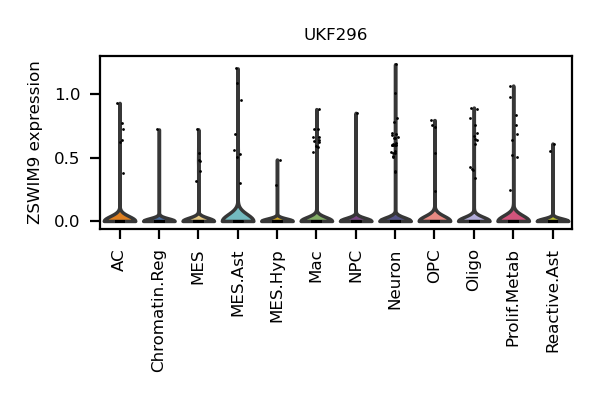 UKF296
ZSWIM9 expression
1.0
0.5
0.0
AC
Chromatin.Reg
MES
MES.Ast
MES.Hyp
Mac
NPC
Neuron
OPC
Oligo
Prolif.Metab
Reactive.Ast